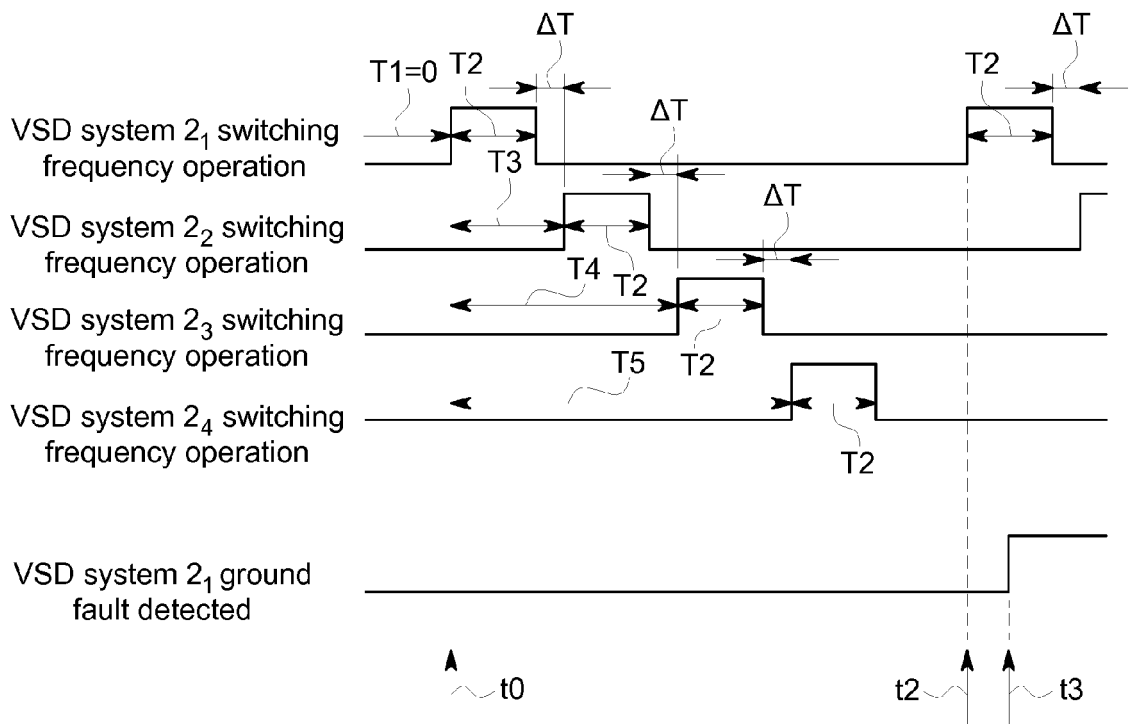 ΔT
ΔT
T1=0
T2
T2
VSD system 2₁ switching
frequency operation
ΔT
T3
ΔT
VSD system 2₂ switching
frequency operation
T4
T2
VSD system 2₃ switching
frequency operation
T2
T5
VSD system 2₄ switching
frequency operation
T2
VSD system 2₁ ground
fault detected
t0
t2
t3